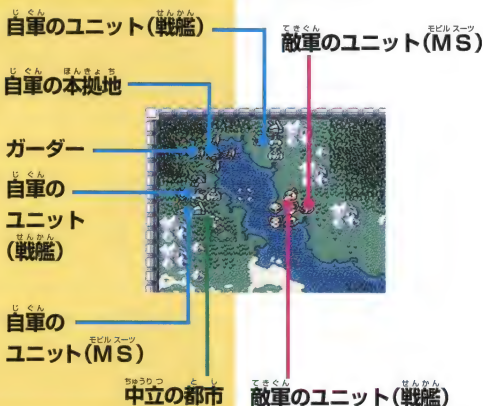 自軍のユニット(戦艦)
敵軍のユニット(MS)
自軍の本拠地
ガーダー
自軍の
ユニット
(戦艦)
自軍の
ユニット(MS)
中立の都市
敵軍のユニット(戦艦)